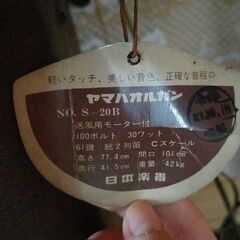 軽いタッチ、美しい音色、正確な音程の
ヤマハオルガン
NO. S-20B
送風用モーター付
100ボルト 30ワット
61鍵 総2列笛 Cスケール
高さ 77.4cm 間口 101cm
奥行 41.5cm 重量 42kg
日本楽器